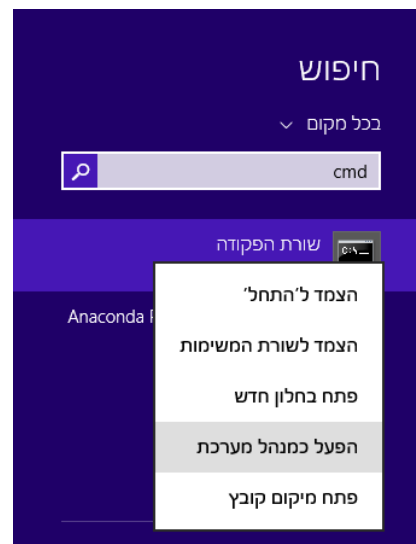 חיפוש
בכל מקום
cmd
שורת הפקודה
הצמד ל'התחל'
Anaconda
הצמד לשורת המשימות
פתח בחלון חדש
הפעל כמנהל מערכת
פתח מיקום קובץ